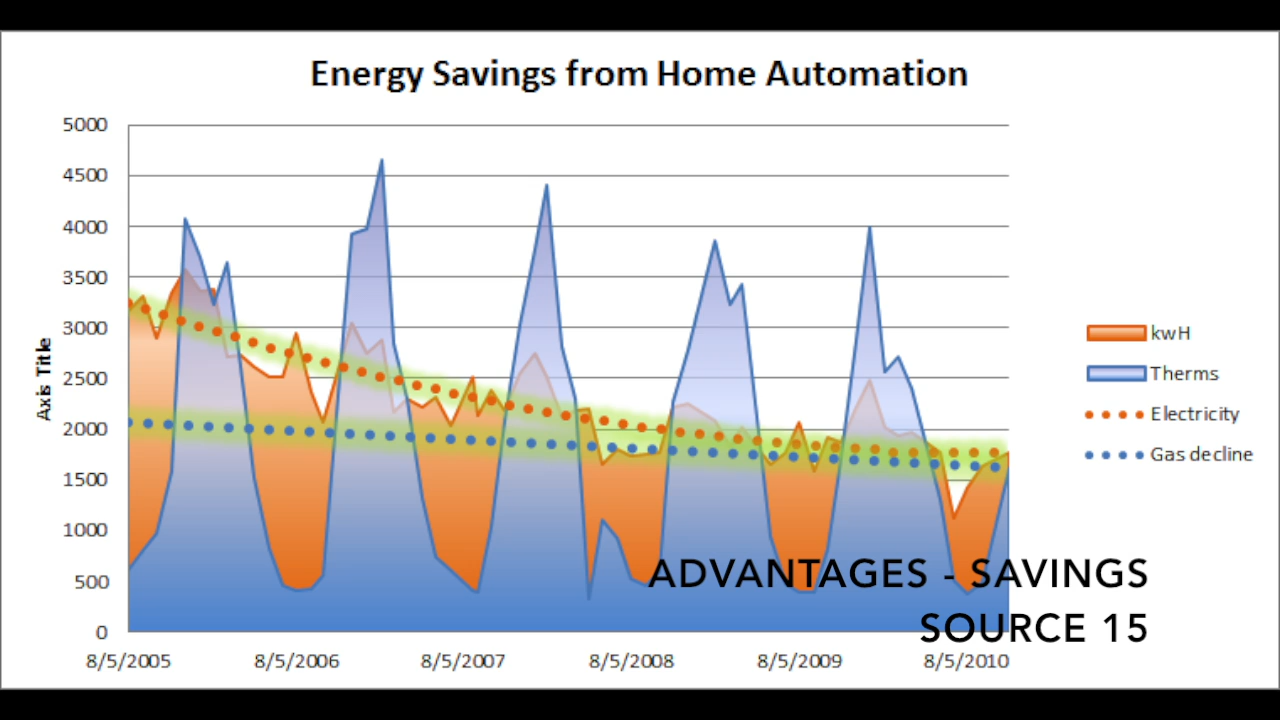 Energy Savings from Home Automation
5000
4500
4000
3500
3000
2500
2000
1500
1000
500
0
Axis Title
8/5/2005
8/5/2006
8/5/2007
8/5/2008
8/5/2009
8/5/2010
kwH
Therms
Electricity
Gas decline
ADVANTAGES - SAVINGS
SOURCE 15